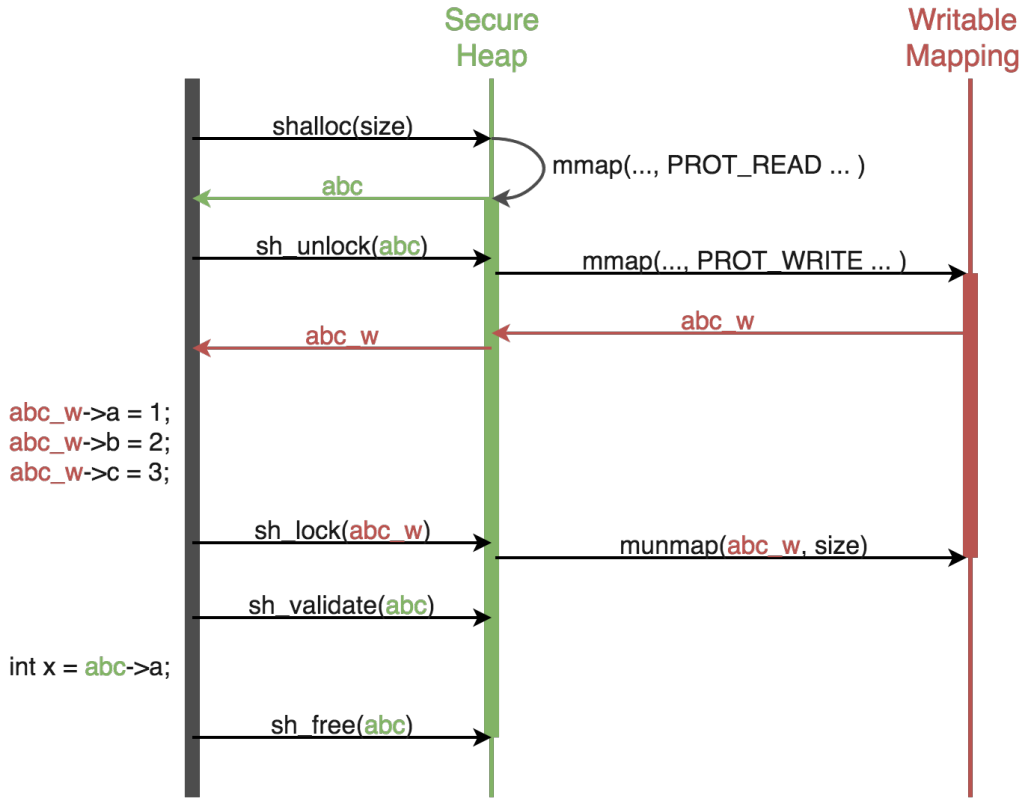 Secure
Heap
Writable
Mapping
shalloc(size)
mmap(..., PROT_READ ... )
abc
sh_unlock(abc)
mmap(..., PROT_WRITE ... )
abc_w
abc_w
abc_w->a = 1;
abc_w->b = 2;
abc_w->c = 3;
sh_lock(abc_w)
munmap(abc_w, size)
sh_validate(abc)
int x = abc->a;
sh_free(abc)